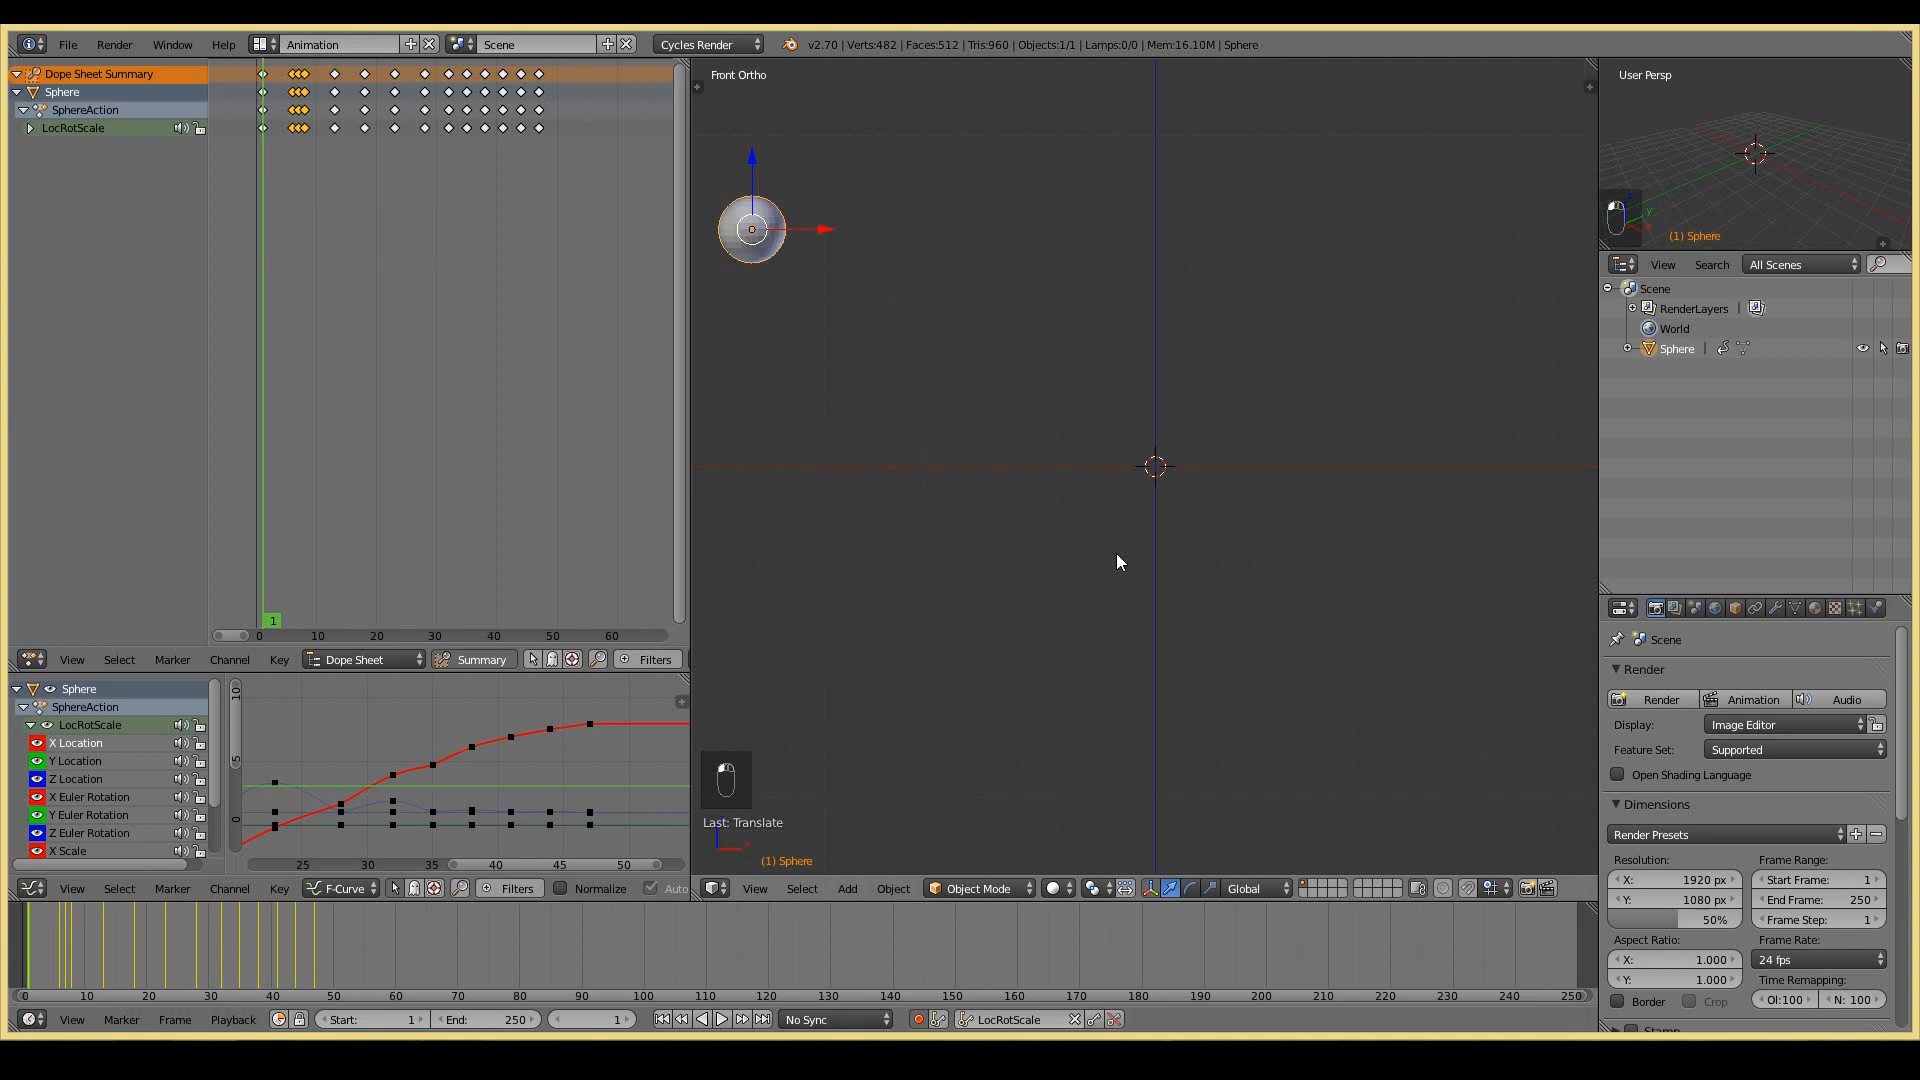 File Render Window Help Animation Scene Cycles Render v2.70 | Verts:482 | Faces:512 | Tris:960 | Objects:1/1 | Lamps:0/0 | Mem:16.10M | Sphere
Dope Sheet Summary
Sphere
SphereAction
LocRotScale
1
0 10 20 30 40 50 60
View Select Marker Channel Key Dope Sheet Summary Filters
Sphere
SphereAction
LocRotScale
X Location
Y Location
Z Location
X Euler Rotation
Y Euler Rotation
Z Euler Rotation
X Scale
10
5
0
25 30 35 40 45 50
View Select Marker Channel Key F-Curve Filters Normalize Auto
Front Ortho
Last: Translate
(1) Sphere
View Select Add Object Object Mode Global
User Persp
y
(1) Sphere
View Search All Scenes
Scene
RenderLayers |
World
Sphere |
Scene
Render
Render Animation Audio
Display: Image Editor
Feature Set: Supported
Open Shading Language
Dimensions
Render Presets
Resolution: Frame Range:
X: 1920 px Start Frame: 1
Y: 1080 px End Frame: 250
50% Frame Step: 1
Aspect Ratio: Frame Rate:
X: 1.000 24 fps
Y: 1.000 Time Remapping:
Border Crop Ol:100 N: 100
Stamp
0 10 20 30 40 50 60 70 80 90 100 110 120 130 140 150 160 170 180 190 200 210 220 230 240 250
View Marker Frame Playback Start: 1 End: 250 1 No Sync LocRotScale